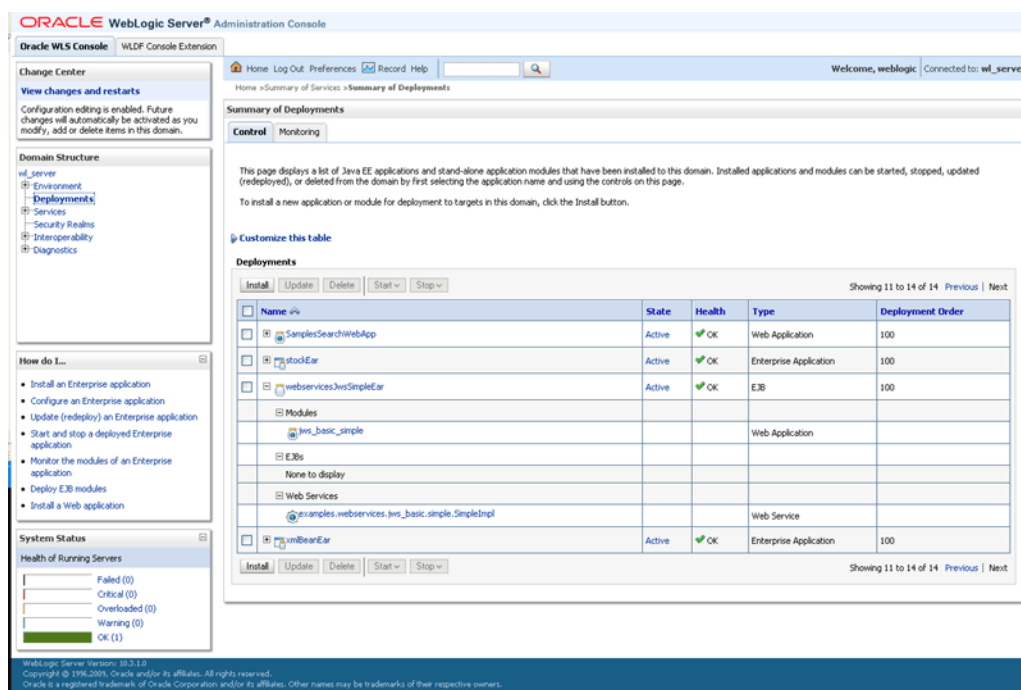 ORACLE WebLogic Server® Administration Console
Oracle WLS Console WLDF Console Extension
Change Center
View changes and restarts
Configuration editing is enabled. Future
changes will automatically be activated as you
modify, add or delete items in this domain.
Domain Structure
wl_server
Environment
Deployments
Services
Security Realms
Interoperability
Diagnostics
How do I...
Install an Enterprise application
Configure an Enterprise application
Update (redeploy) an Enterprise application
Start and stop a deployed Enterprise
application
Monitor the modules of an Enterprise
application
Deploy EJB modules
Install a Web application
System Status
Health of Running Servers
Failed (0)
Critical (0)
Overloaded (0)
Warning (0)
OK (1)
Home Log Out Preferences Record Help
Welcome, weblogic Connected to: wl_serve
Home >Summary of Services >Summary of Deployments
Summary of Deployments
Control Monitoring
This page displays a list of Java EE applications and stand-alone application modules that have been installed to this domain. Installed applications and modules can be started, stopped, updated
(redeployed), or deleted from the domain by first selecting the application name and using the controls on this page.
To install a new application or module for deployment to targets in this domain, click the Install button.
Customize this table
Deployments
Install Update Delete Start Stop Showing 11 to 14 of 14 Previous | Next
Name State Health Type Deployment Order
SamplesSearchWebApp Active OK Web Application 100
stockEar Active OK Enterprise Application 100
webservicesJwsSimpleEar Active OK EJB 100
Modules
jws_basic_simple Web Application
EJBs
None to display
Web Services
examples.webservices.jws_basic.simple.SimpleImpl Web Service
xmlBeanEar Active OK Enterprise Application 100
Install Update Delete Start Stop Showing 11 to 14 of 14 Previous | Next
WebLogic Server Version: 10.3.1.0
Copyright © 1996,2009, Oracle and/or its affiliates. All rights reserved.
Oracle is a registered trademark of Oracle Corporation and/or its affiliates. Other names may be trademarks of their respective owners.